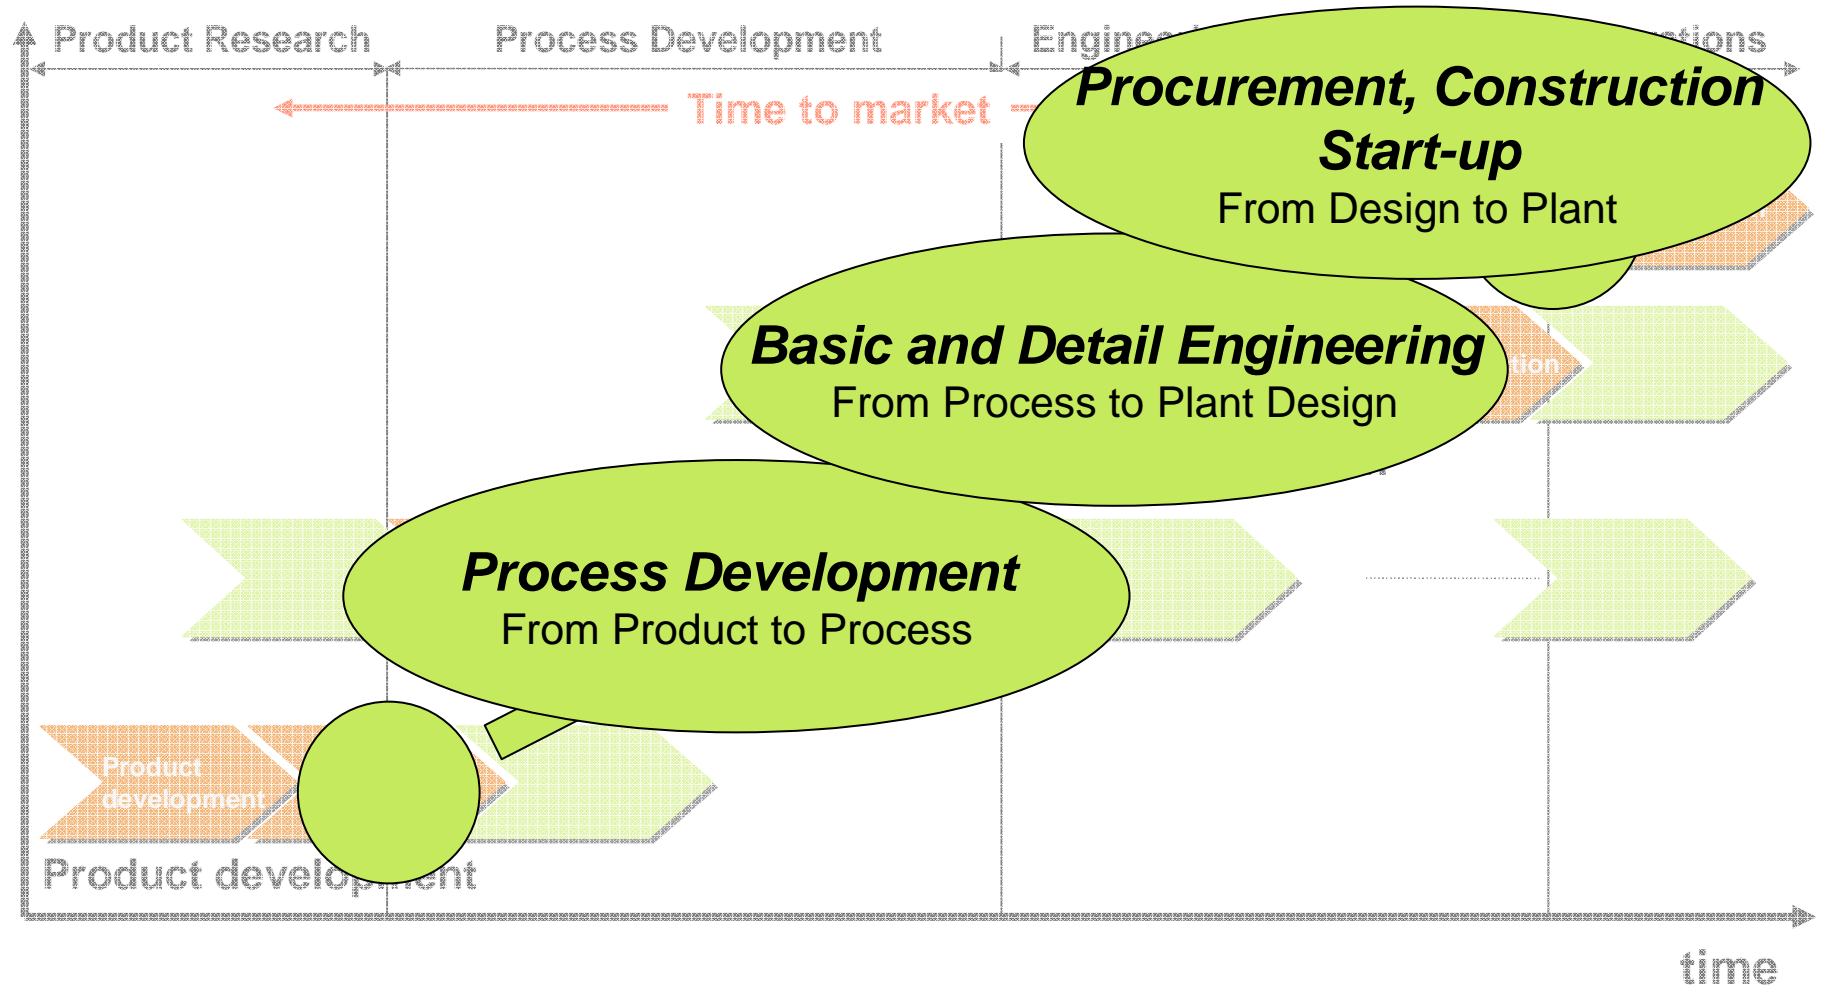 Product Research
Process Development
Time to market
Procurement, Construction
Start-up
From Design to Plant
Basic and Detail Engineering
From Process to Plant Design
Process Development
From Product to Process
Product
development
Product development
time